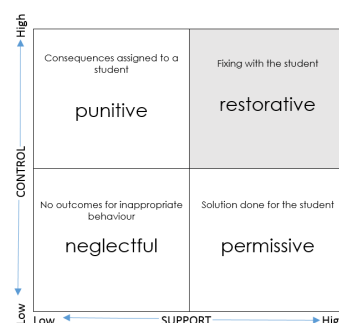 High
Consequences assigned to a
student
punitive
Fixing with the student
restorative
CONTROL
No outcomes for inappropriate
behaviour
neglectful
Solution done for the student
permissive
Low
Low
SUPPORT
Hig